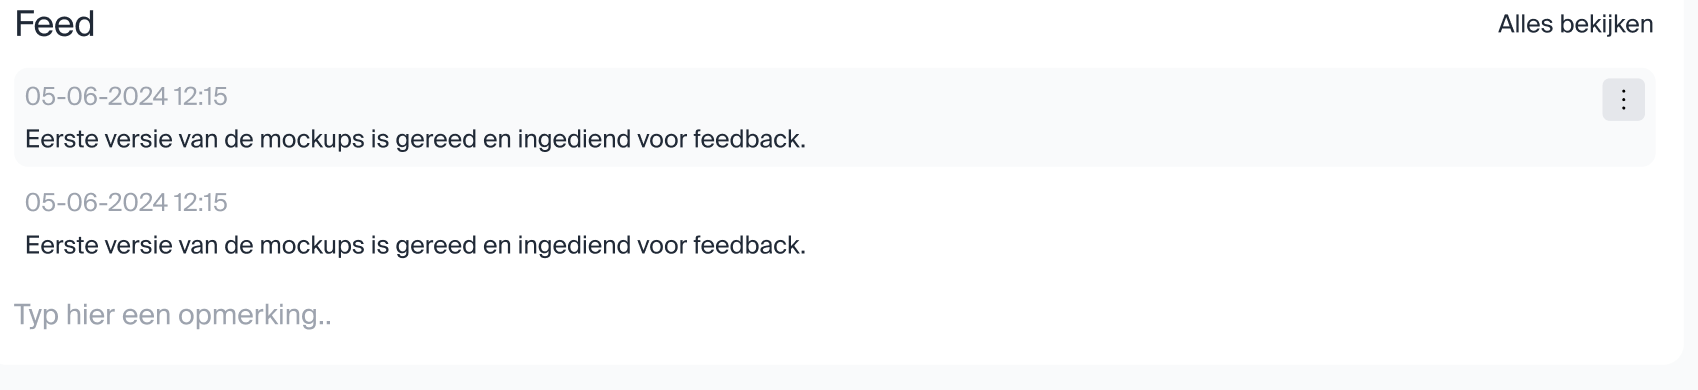 Feed
Alles bekijken
05-06-2024 12:15
Eerste versie van de mockups is gereed en ingediend voor feedback.
05-06-2024 12:15
Eerste versie van de mockups is gereed en ingediend voor feedback.
Typ hier een opmerking..